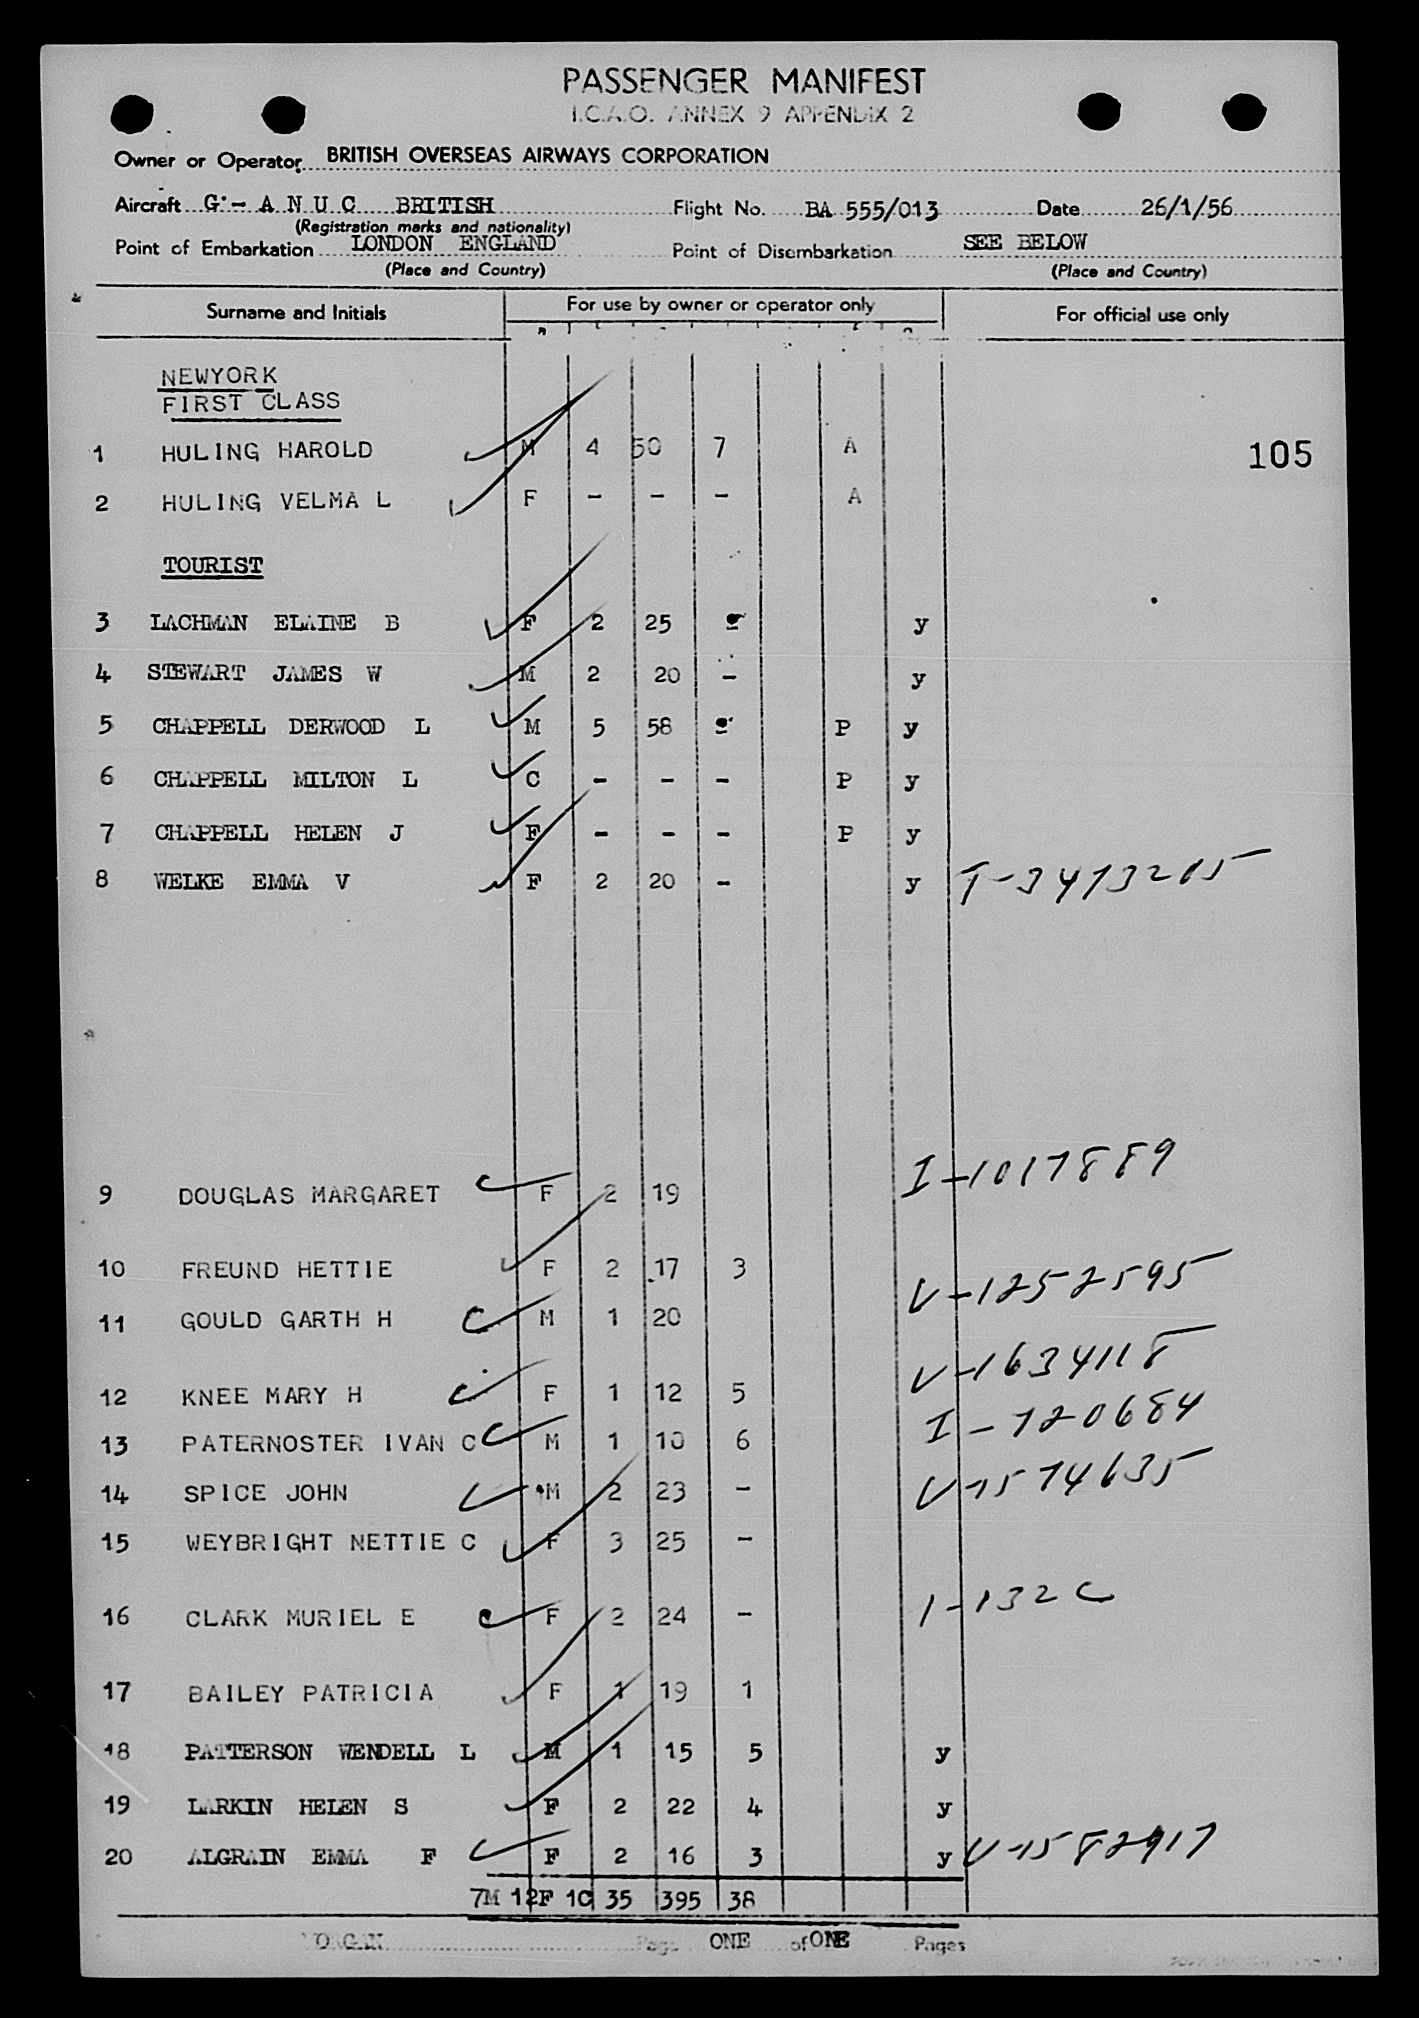 PASSENGER MANIFEST
I.C.A.O. ANNEX 9 APPENDIX 2
Owner or Operator BRITISH OVERSEAS AIRWAYS CORPORATION
Aircraft G - A N U C BRITISH Flight No. BA 555/013 Date 26/1/56
(Registration marks and nationality)
Point of Embarkation LONDON ENGLAND Point of Disembarkation SEE BELOW
(Place and Country) (Place and Country)
Surname and Initials For use by owner or operator only For official use only
NEWYORK
FIRST CLASS
1 HULING HAROLD M 4 50 7 A 105
2 HULING VELMA L F - - - A
TOURIST
3 LACHMAN ELAINE B F 2 25 y
4 STEWART JAMES W M 2 20 - y
5 CHAPPELL DERWOOD L M 5 58 P y
6 CHAPPELL MILTON L C - - - P y
7 CHAPPELL HELEN J F - - - P y
8 WELKE EMMA V F 2 20 - y
9 DOUGLAS MARGARET F 2 19 I-1017889
10 FREUND HETTIE F 2 17 3
11 GOULD GARTH H M 1 20 V-1252595
12 KNEE MARY H F 1 12 5 V-1634118
13 PATERNOSTER IVAN C M 1 10 6 I-720684
14 SPICE JOHN M 2 23 - V-1574635
15 WEYBRIGHT NETTIE C F 3 25 -
16 CLARK MURIEL E F 2 24 - I-132 C
17 BAILEY PATRICIA F 1 19 1
18 PATTERSON WENDELL L M 1 15 5 y
19 LARKIN HELEN S F 2 22 4 y
20 ALGRAIN EMMA F F 2 16 3 y V-1582917
7M 12F 1C 35 395 38
Page ONE of ONE Pages